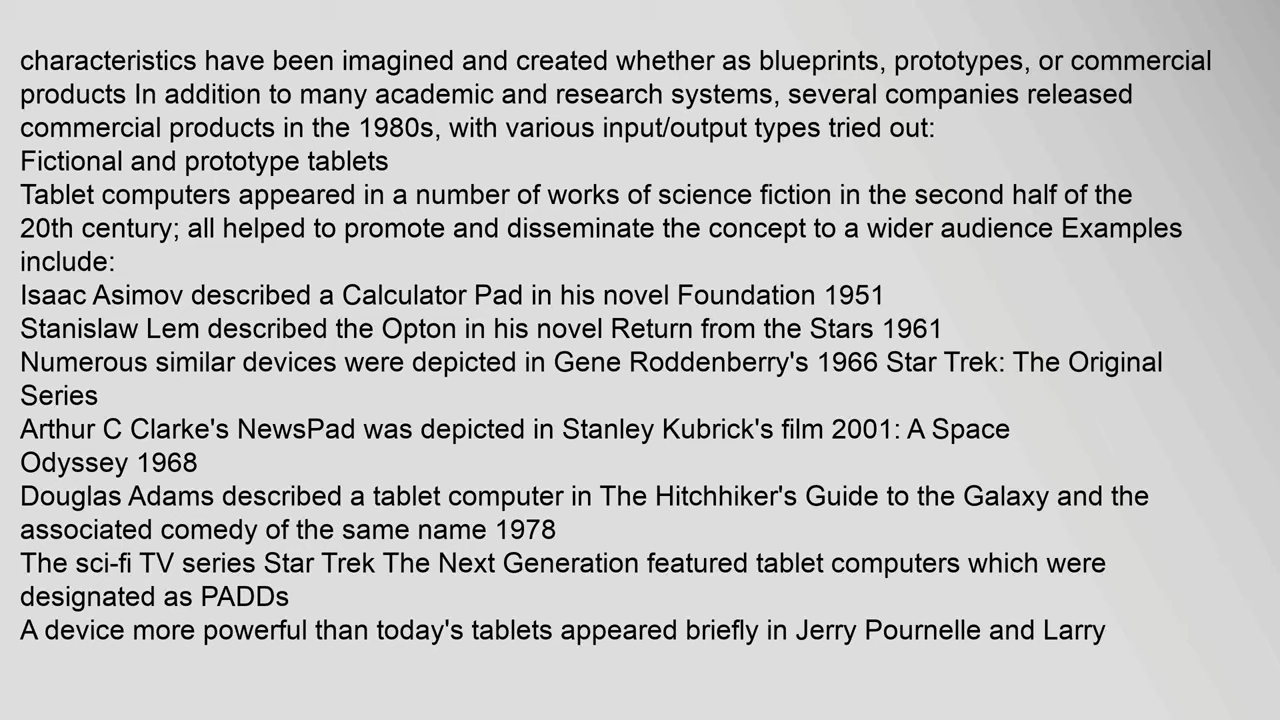 characteristics have been imagined and created whether as blueprints, prototypes, or commercial
products In addition to many academic and research systems, several companies released
commercial products in the 1980s, with various input/output types tried out:
Fictional and prototype tablets
Tablet computers appeared in a number of works of science fiction in the second half of the
20th century; all helped to promote and disseminate the concept to a wider audience Examples
include:
Isaac Asimov described a Calculator Pad in his novel Foundation 1951
Stanislaw Lem described the Opton in his novel Return from the Stars 1961
Numerous similar devices were depicted in Gene Roddenberry's 1966 Star Trek: The Original
Series
Arthur C Clarke's NewsPad was depicted in Stanley Kubrick's film 2001: A Space
Odyssey 1968
Douglas Adams described a tablet computer in The Hitchhiker's Guide to the Galaxy and the
associated comedy of the same name 1978
The sci-fi TV series Star Trek The Next Generation featured tablet computers which were
designated as PADDs
A device more powerful than today's tablets appeared briefly in Jerry Pournelle and Larry